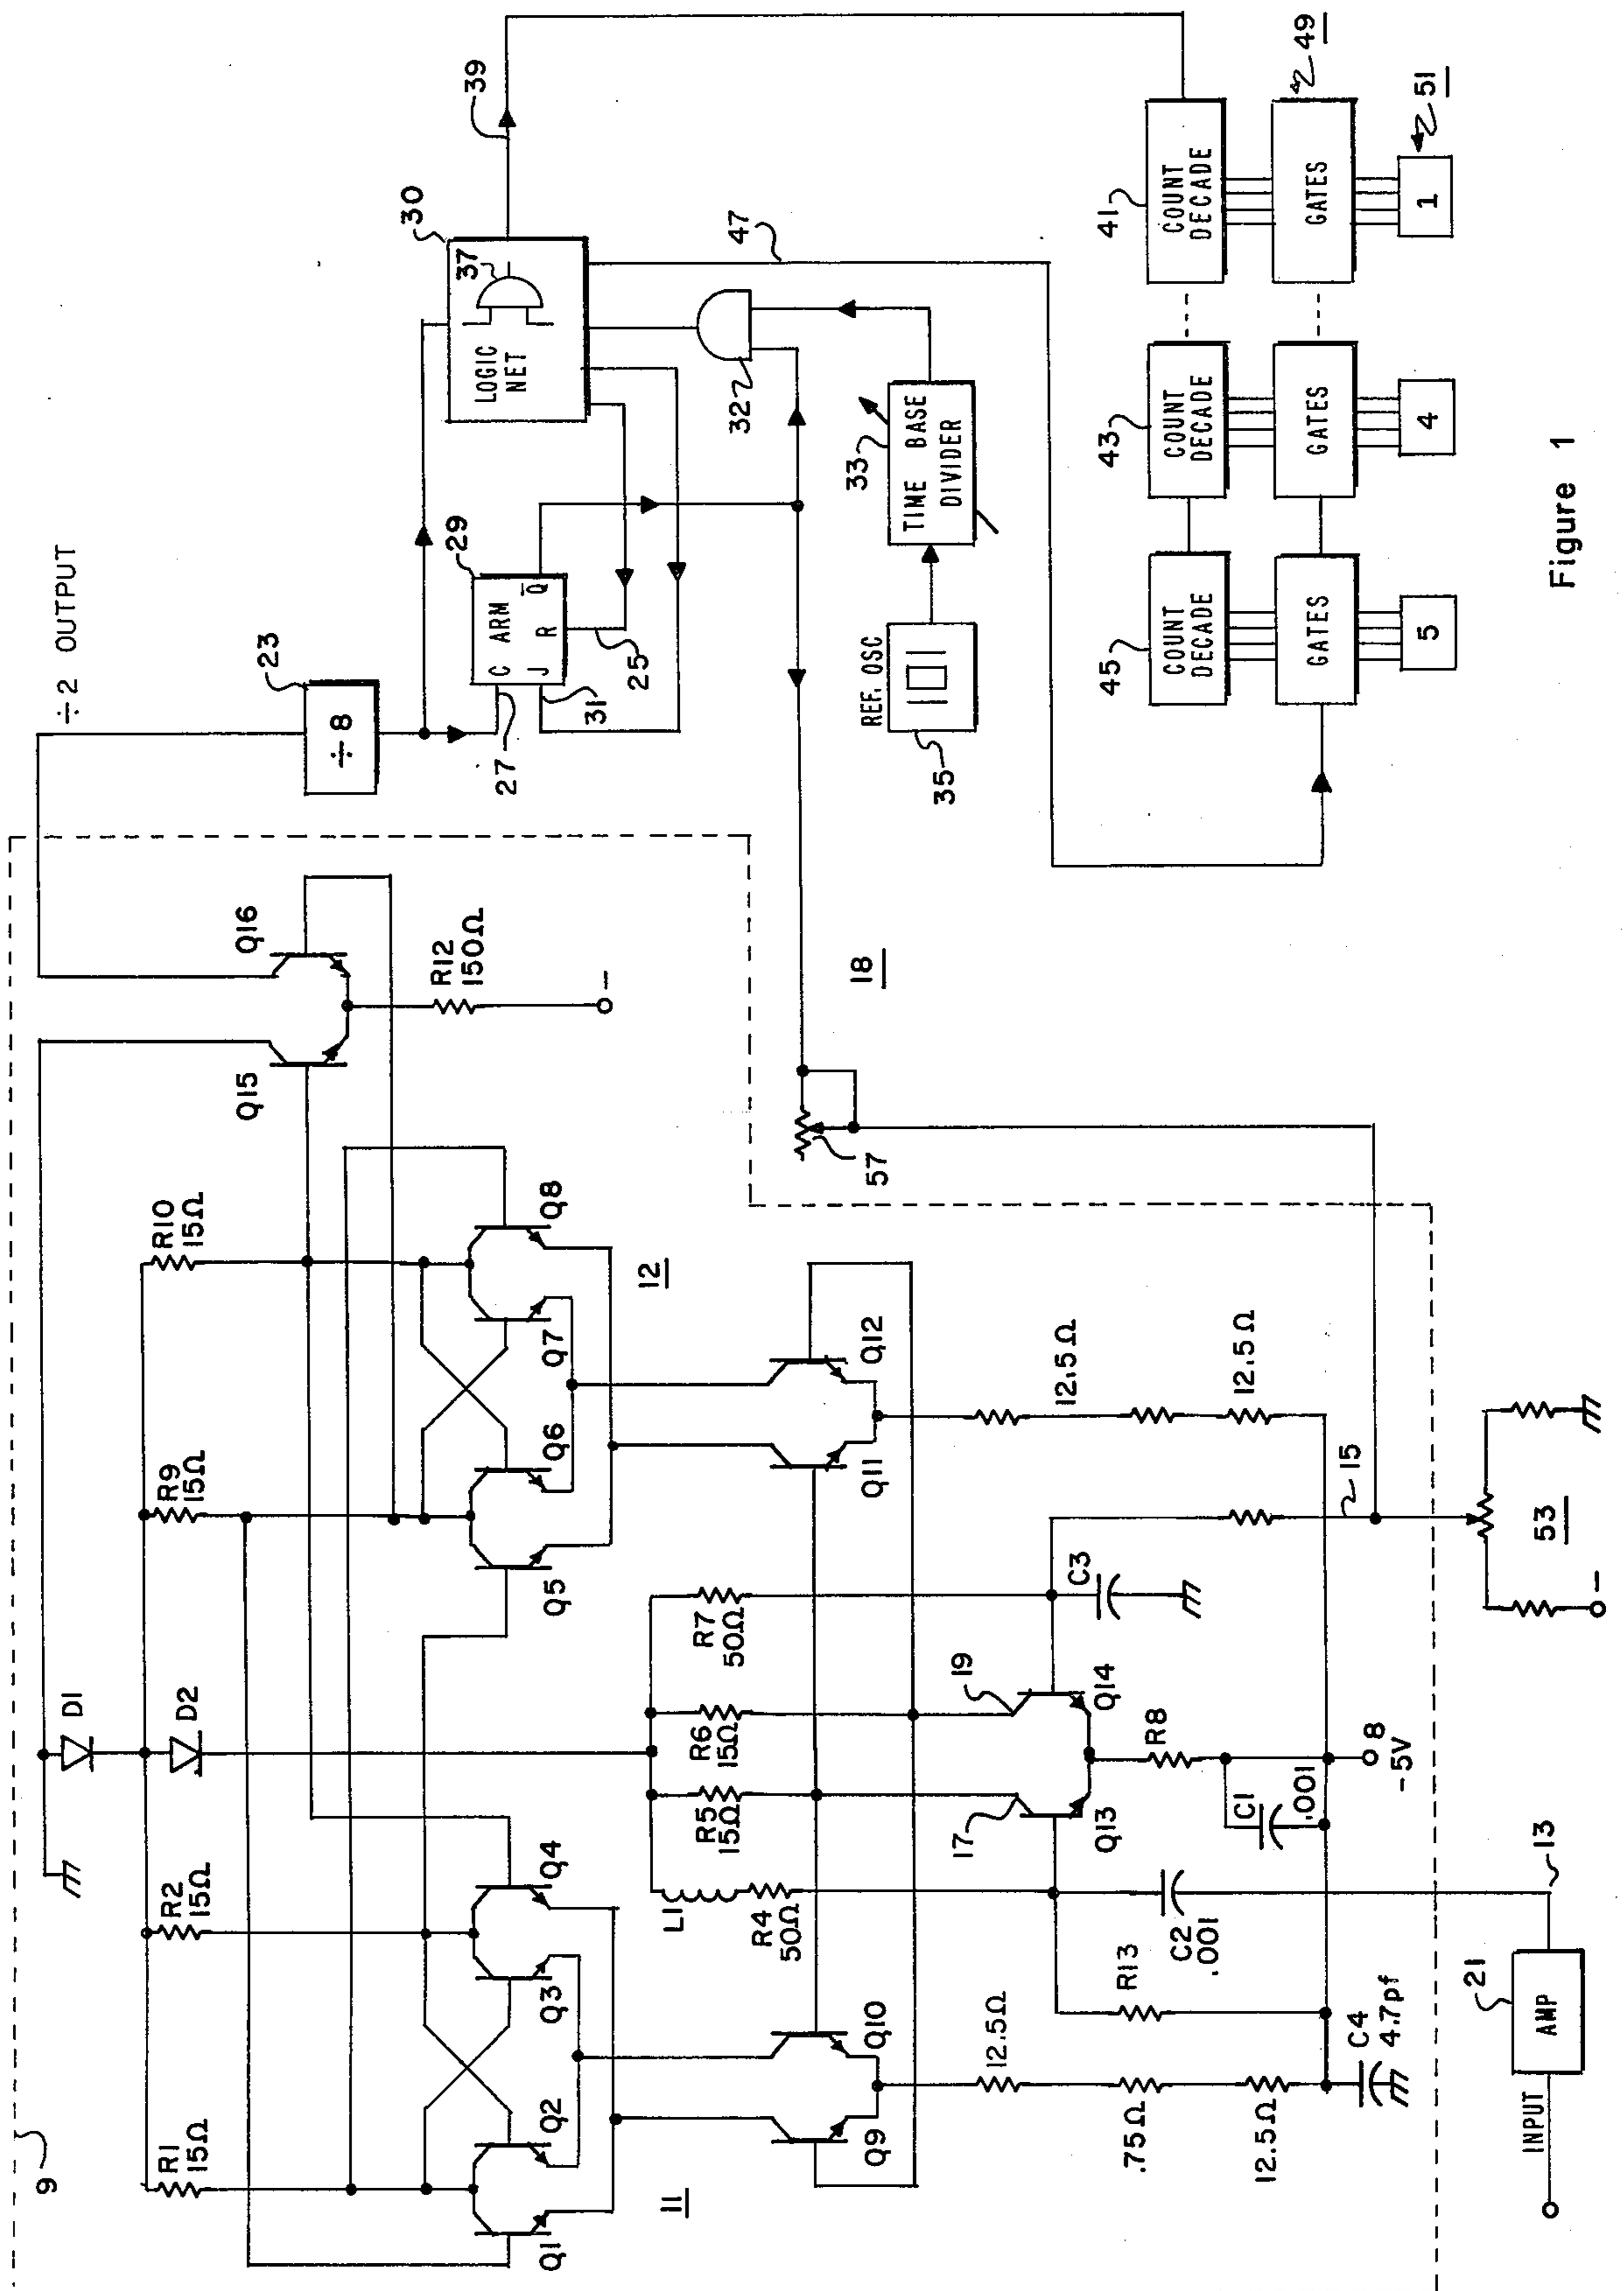 ÷2 OUTPUT
9
D1
R1
15Ω
R2
15Ω
D2
R9
15Ω
R10
15Ω
Q15
Q16
R12
150Ω
–
23
÷8
39
30
37
LOGIC
NET
29
C ARM
J R Q̄
27
31
25
32
47
Q1
Q2
Q3
Q4
Q5
Q6
Q7
Q8
11
12
18
57
REF. OSC
35
33
TIME BASE
DIVIDER
Q9
Q10
Q11
Q12
L1
R4
50Ω
R5
15Ω
R6
15Ω
R7
50Ω
17
19
Q13
Q14
C3
12.5Ω
.75Ω
12.5Ω
12.5Ω
12.5Ω
R13
C2
.001
R8
C1
.001
8
-5V
C4
4.7pf
15
53
–
INPUT
AMP
21
13
45
COUNT
DECADE
43
COUNT
DECADE
41
COUNT
DECADE
GATES
GATES
GATES
49
5
4
1
51
Figure 1